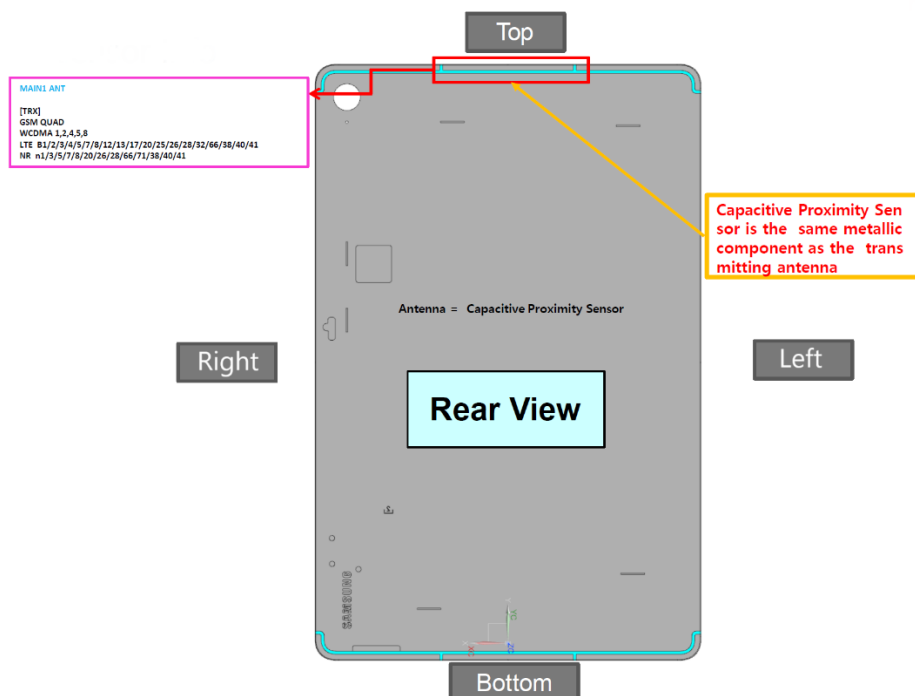 Top
MAIN1 ANT
[TRX]
GSM QUAD
WCDMA 1,2,4,5,8
LTE B1/2/3/4/5/7/8/12/13/17/20/25/26/28/32/66/38/40/41
NR n1/3/5/7/8/20/26/28/66/71/38/40/41
Capacitive Proximity Sen
sor is the same metallic
component as the trans
mitting antenna
Antenna = Capacitive Proximity Sensor
Right
Left
Rear View
SAMSUNG
YC
XC
ZC
Bottom